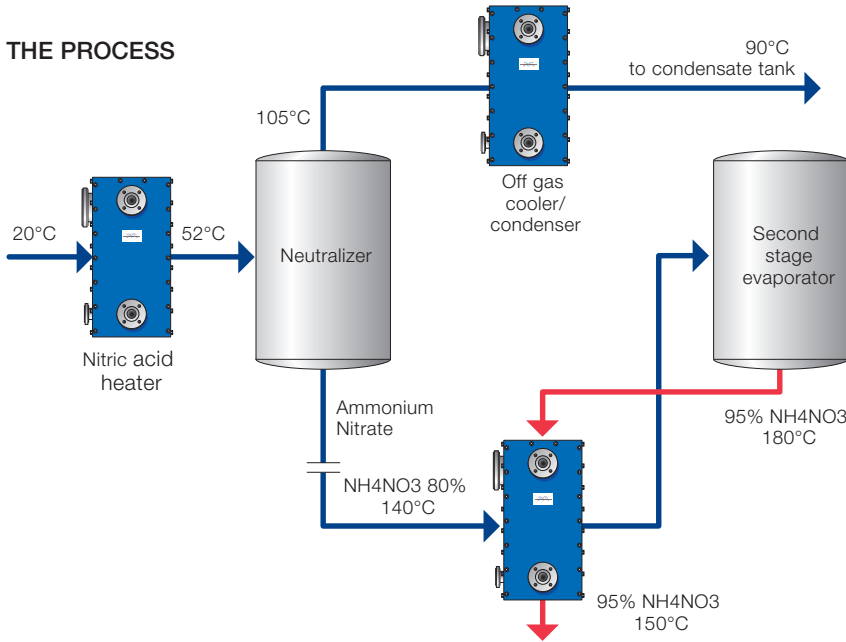 THE PROCESS
90°C
to condensate tank
105°C
Off gas
cooler/
condenser
20°C
52°C
Neutralizer
Second
stage
evaporator
Nitric acid
heater
Ammonium
Nitrate
95% NH4NO3
180°C
NH4NO3 80%
140°C
95% NH4NO3
150°C